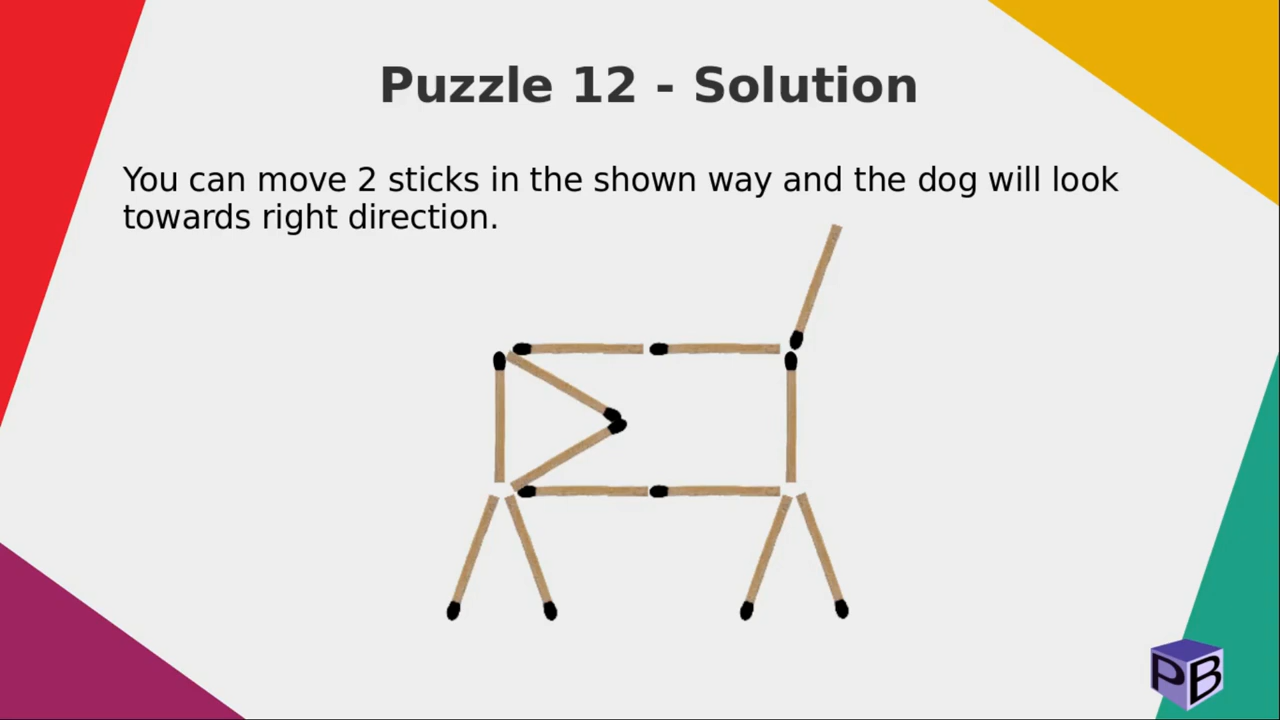 Puzzle 12 - Solution
You can move 2 sticks in the shown way and the dog will look
towards right direction.
PB